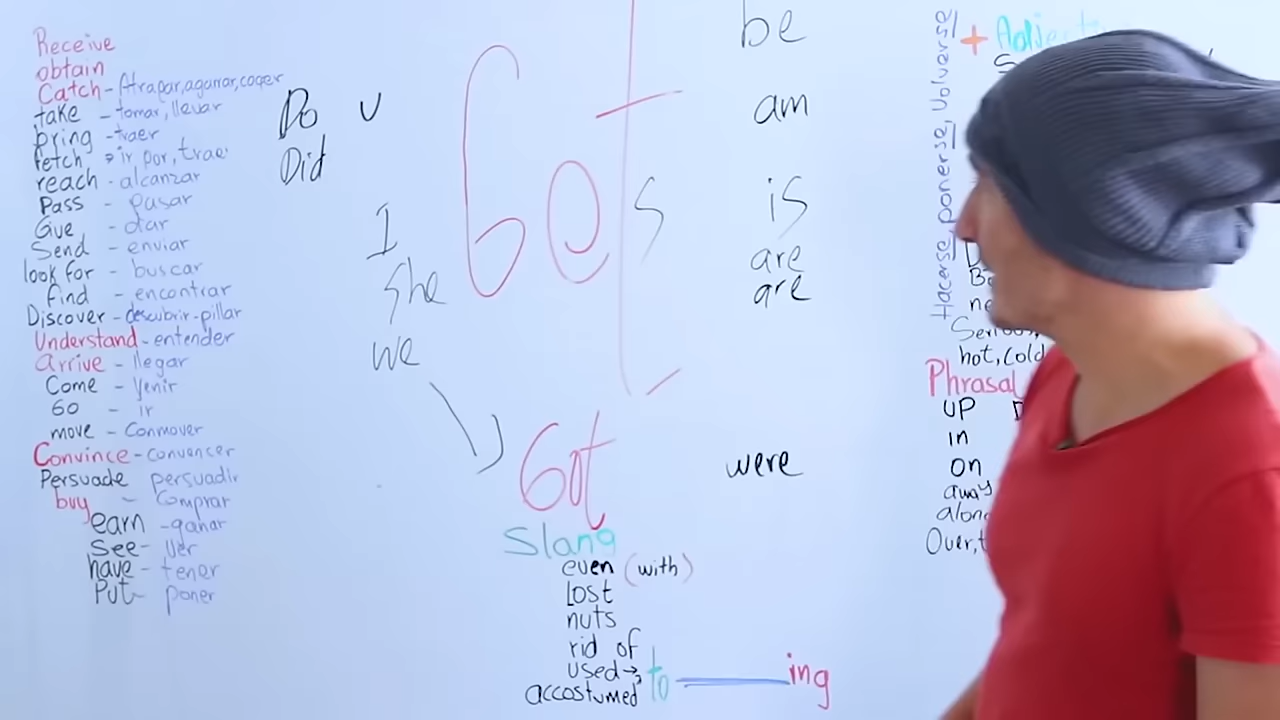 Receive
obtain
Catch - Atrapar, agarrar, coger
take - tomar, llevar
bring - traer
fetch - ir por, traer
reach - alcanzar
Pass - pasar
Give - dar
Send - enviar
look for - buscar
find - encontrar
Discover - descubrir - pillar
Understand - entender
arrive - llegar
Come - venir
Go - ir
move - Conmover
Convince - convencer
Persuade persuadir
buy - Comprar
earn - ganar
See - ver
have - tener
Put - poner
Do U
Did
I
She
we
Get s
Got
Slang
even (with)
lost
nuts
rid of
used → to ing
accostumed
be
am
is
are
are
were
Hacerse, ponerse, Volverse
+
hot, cold
Phrasal
UP
in
on
away
along
Over,